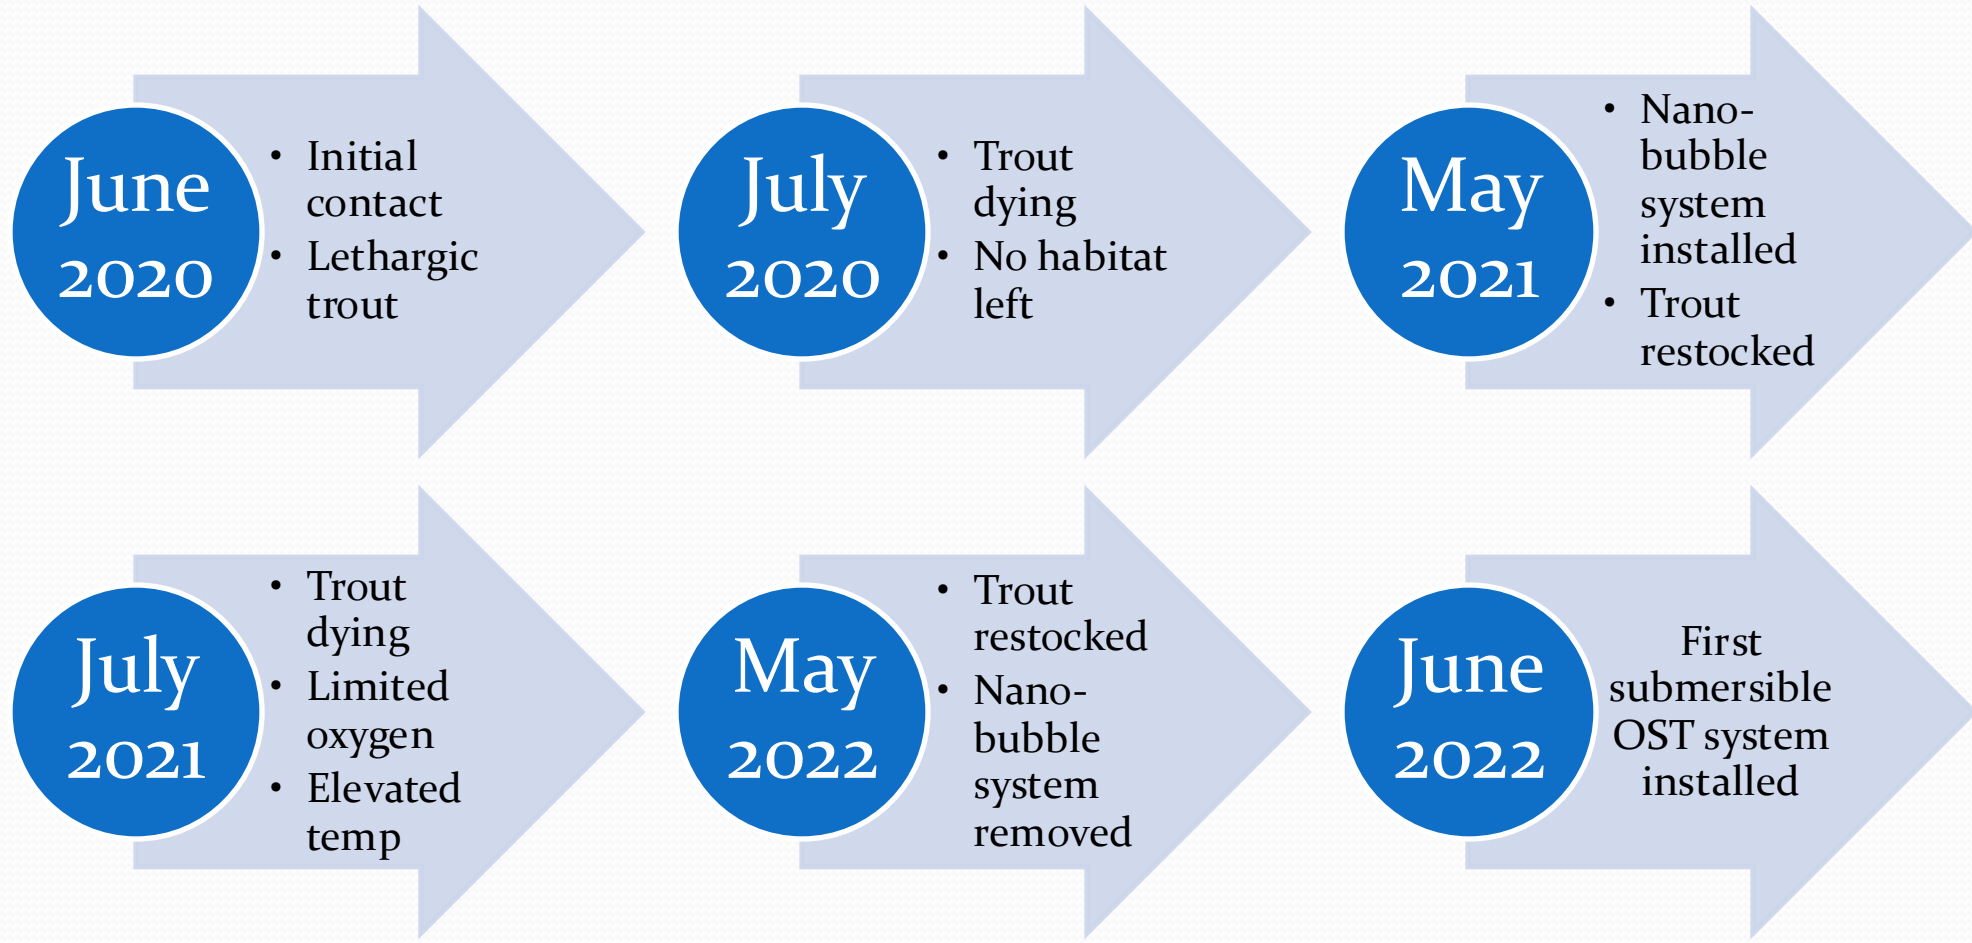 June
2020
• Initial
contact
• Lethargic
trout
July
2020
• Trout
dying
• No habitat
left
May
2021
• Nano-
bubble
system
installed
• Trout
restocked
July
2021
• Trout
dying
• Limited
oxygen
• Elevated
temp
May
2022
• Trout
restocked
• Nano-
bubble
system
removed
June
2022
First
submersible
OST system
installed